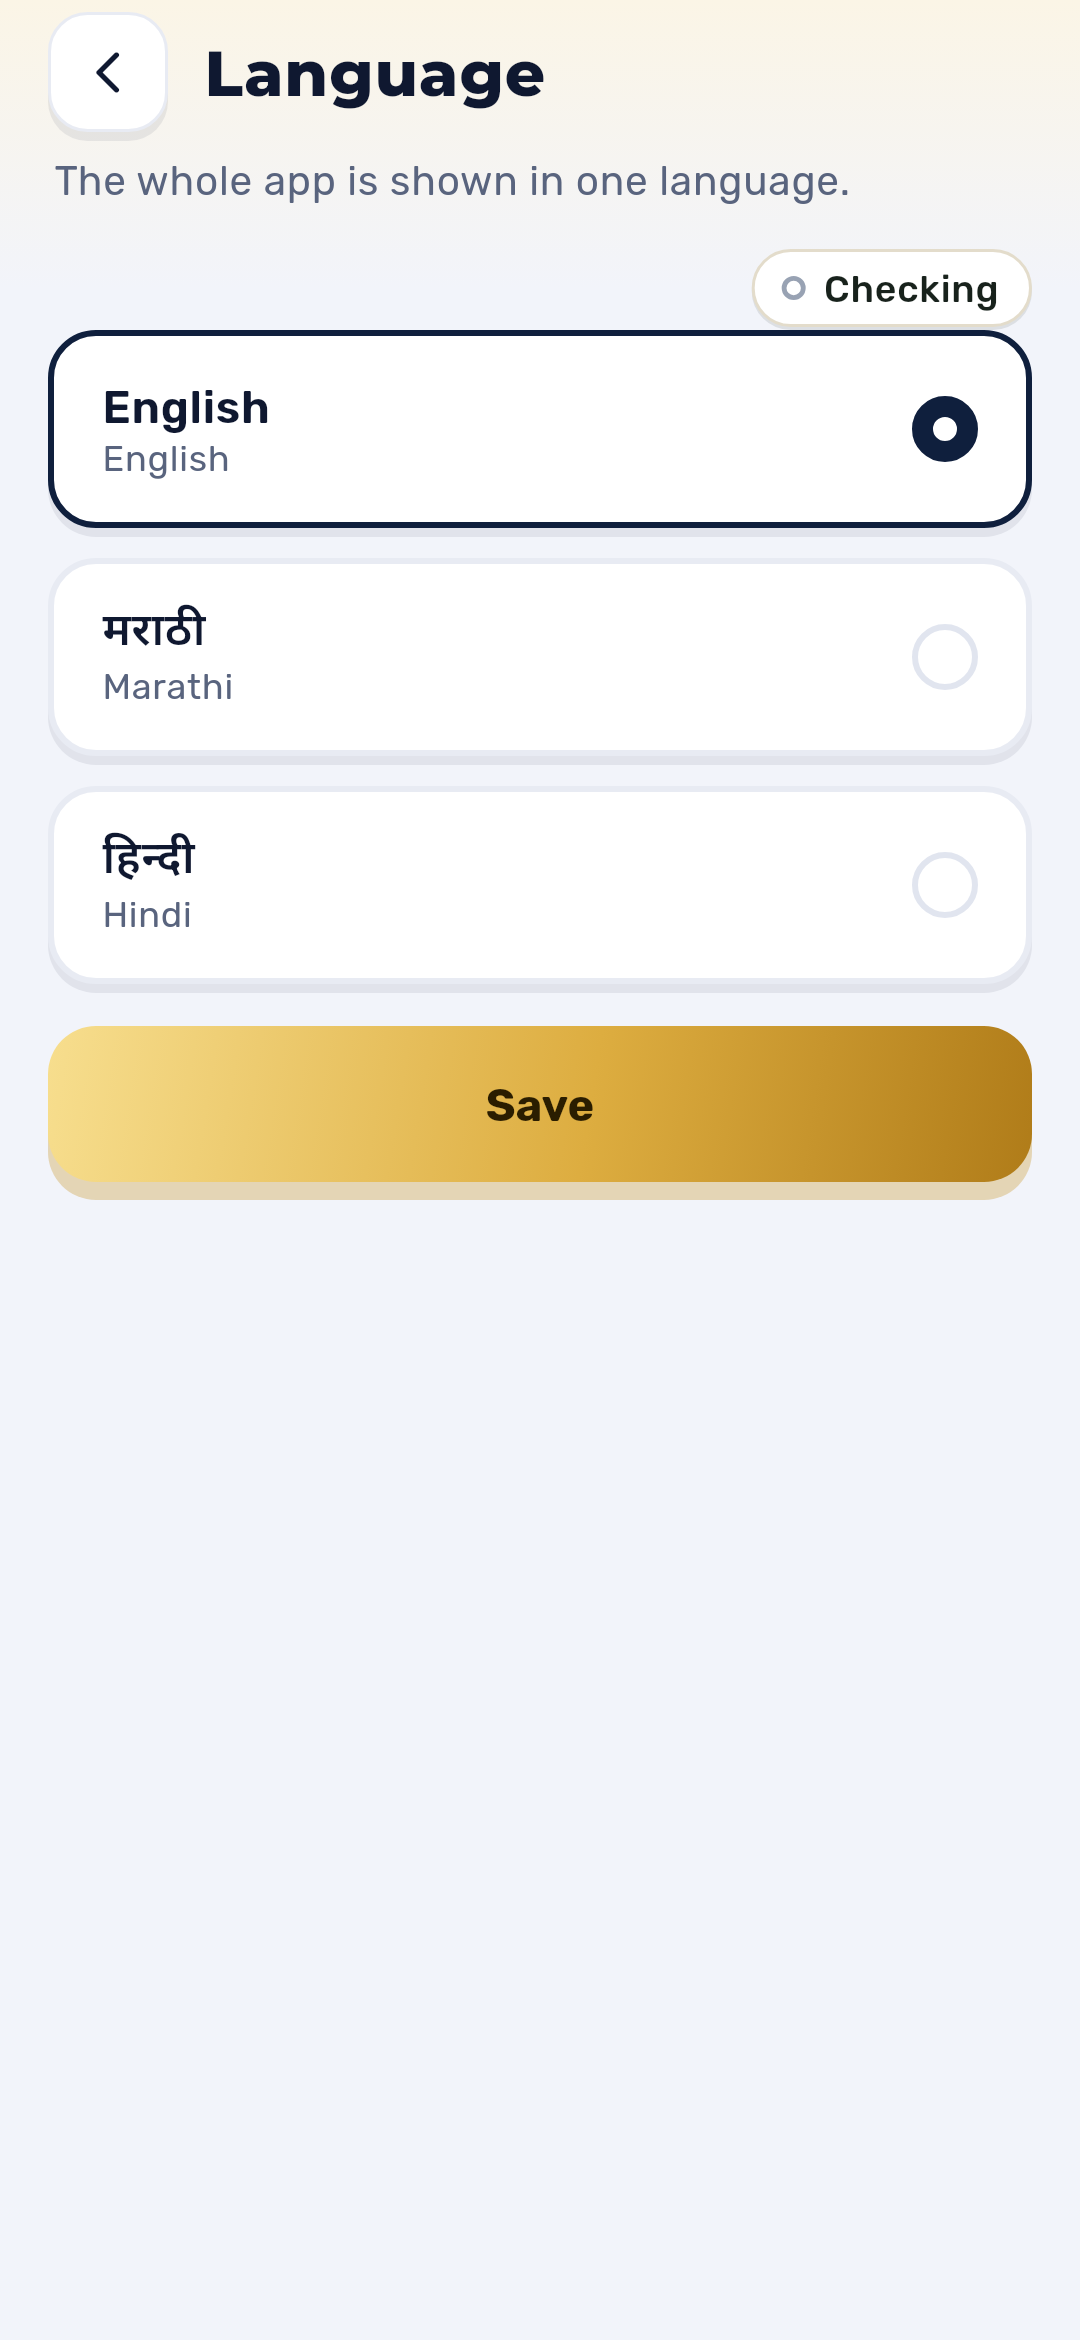 Language
The whole app is shown in one language.
Checking
English
English
मराठी
Marathi
हिन्दी
Hindi
Save